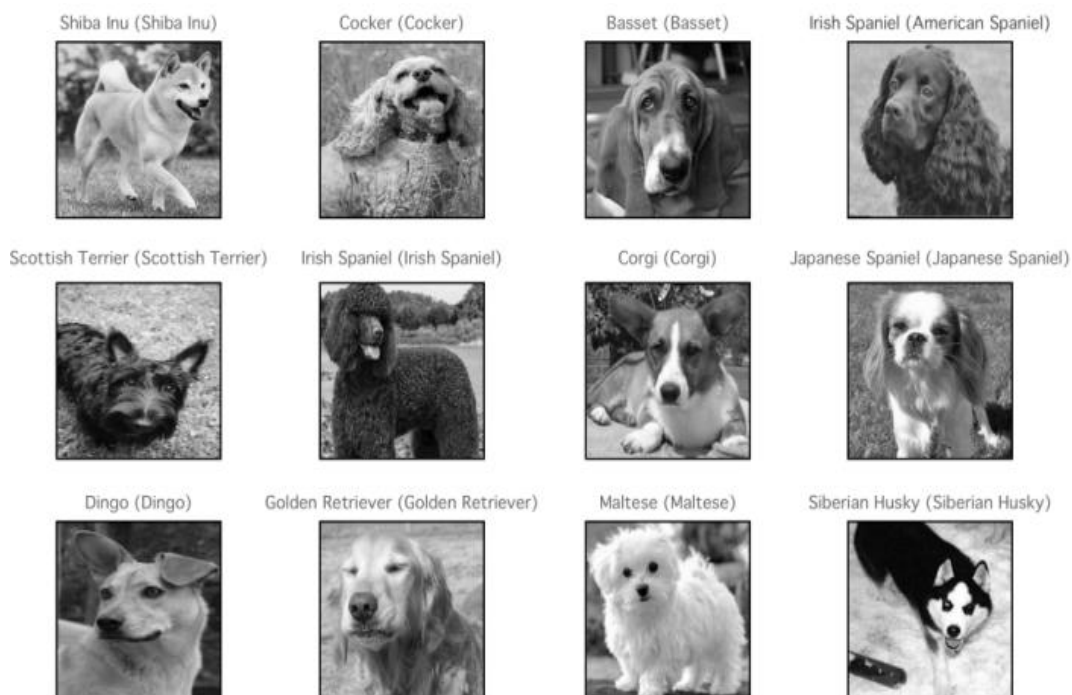 Shiba Inu (Shiba Inu)
Cocker (Cocker)
Basset (Basset)
Irish Spaniel (American Spaniel)
Scottish Terrier (Scottish Terrier)
Irish Spaniel (Irish Spaniel)
Corgi (Corgi)
Japanese Spaniel (Japanese Spaniel)
Dingo (Dingo)
Golden Retriever (Golden Retriever)
Maltese (Maltese)
Siberian Husky (Siberian Husky)